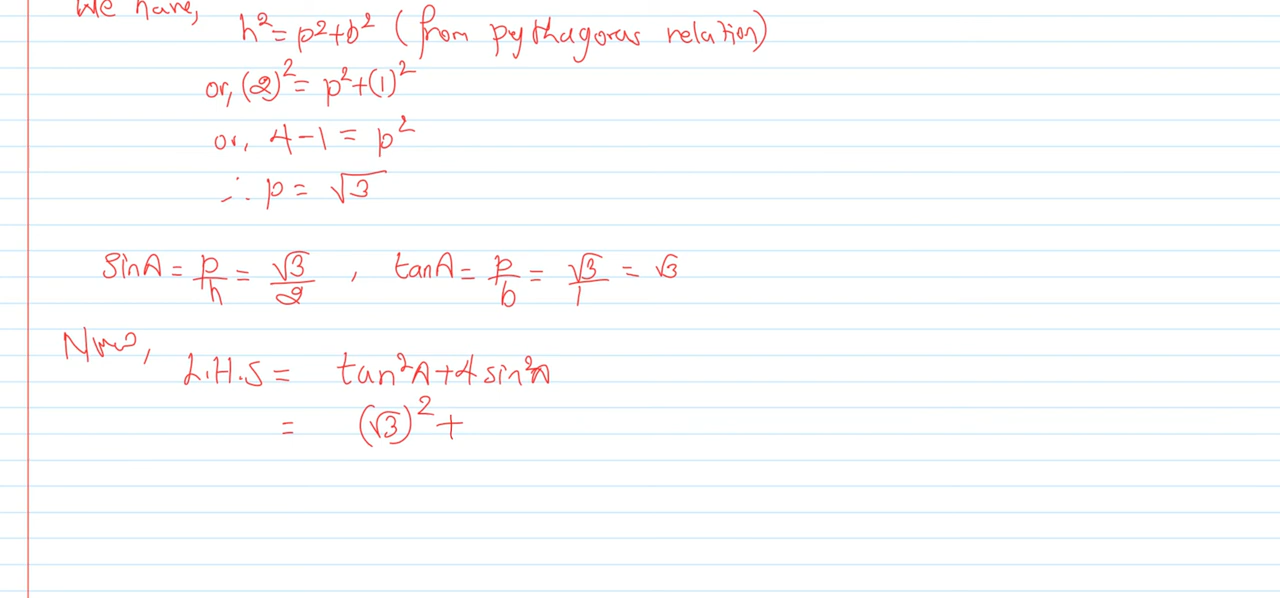 We have,
h² = p² + b² (from pythagoras relation)
or, (2)² = p² + (1)²
or, 4 - 1 = p²
∴ p = √3
sinA = p/h = √3/2 , tanA = p/b = √3/1 = √3
Now,
L.H.S = tan²A + 4 sin²A
= (√3)² +